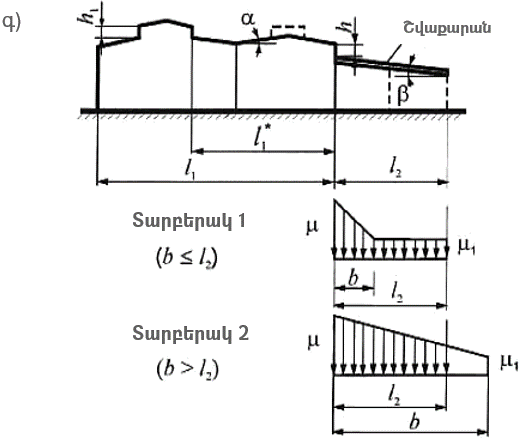 գ)
h₁
α
h
Շվաքարան
β
l₁*
l₁
l₂
Տարբերակ 1
(b ≤ l₂)
μ
μ₁
b
l₂
Տարբերակ 2
(b > l₂)
μ
μ₁
l₂
b